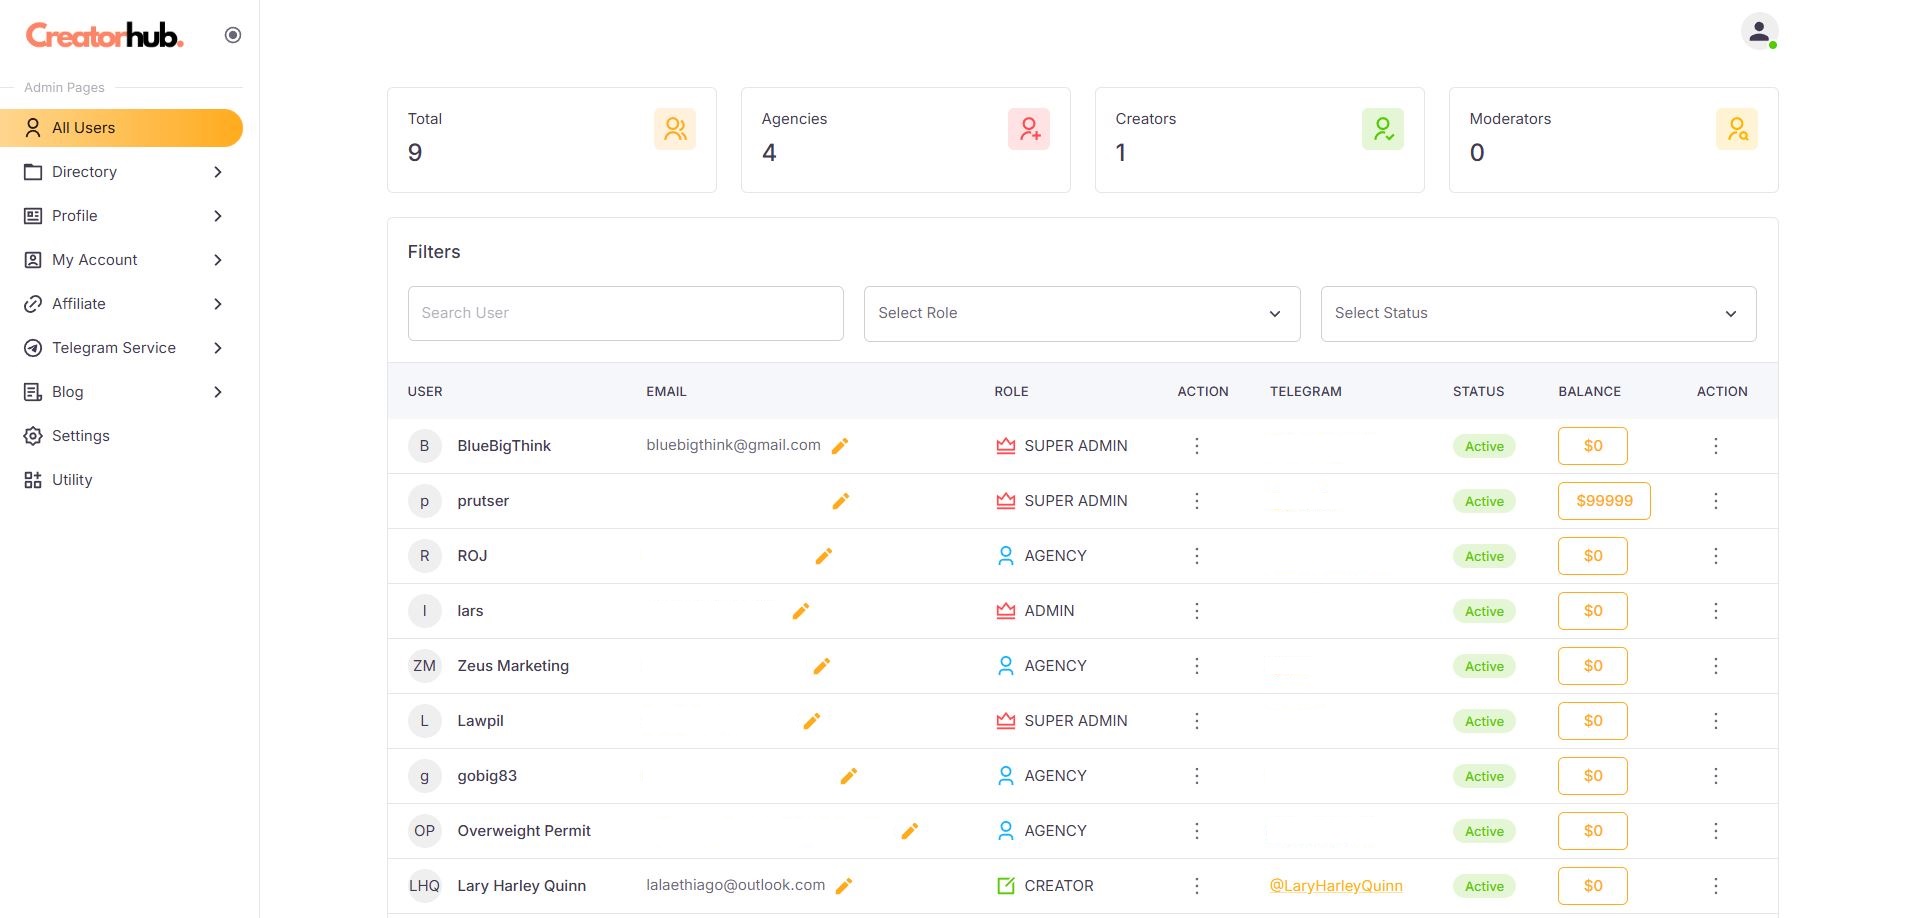 Creatorhub.
Admin Pages
All Users
Directory
Profile
My Account
Affiliate
Telegram Service
Blog
Settings
Utility
Total
9
Agencies
4
Creators
1
Moderators
0
Filters
Search User
Select Role
Select Status
USER EMAIL ROLE ACTION TELEGRAM STATUS BALANCE ACTION
B BlueBigThink bluebigthink@gmail.com SUPER ADMIN Active $0
p prutser SUPER ADMIN Active $99999
R ROJ AGENCY Active $0
l lars ADMIN Active $0
ZM Zeus Marketing AGENCY Active $0
L Lawpil SUPER ADMIN Active $0
g gobig83 AGENCY Active $0
OP Overweight Permit AGENCY Active $0
LHQ Lary Harley Quinn lalaethiago@outlook.com CREATOR @LaryHarleyQuinn Active $0